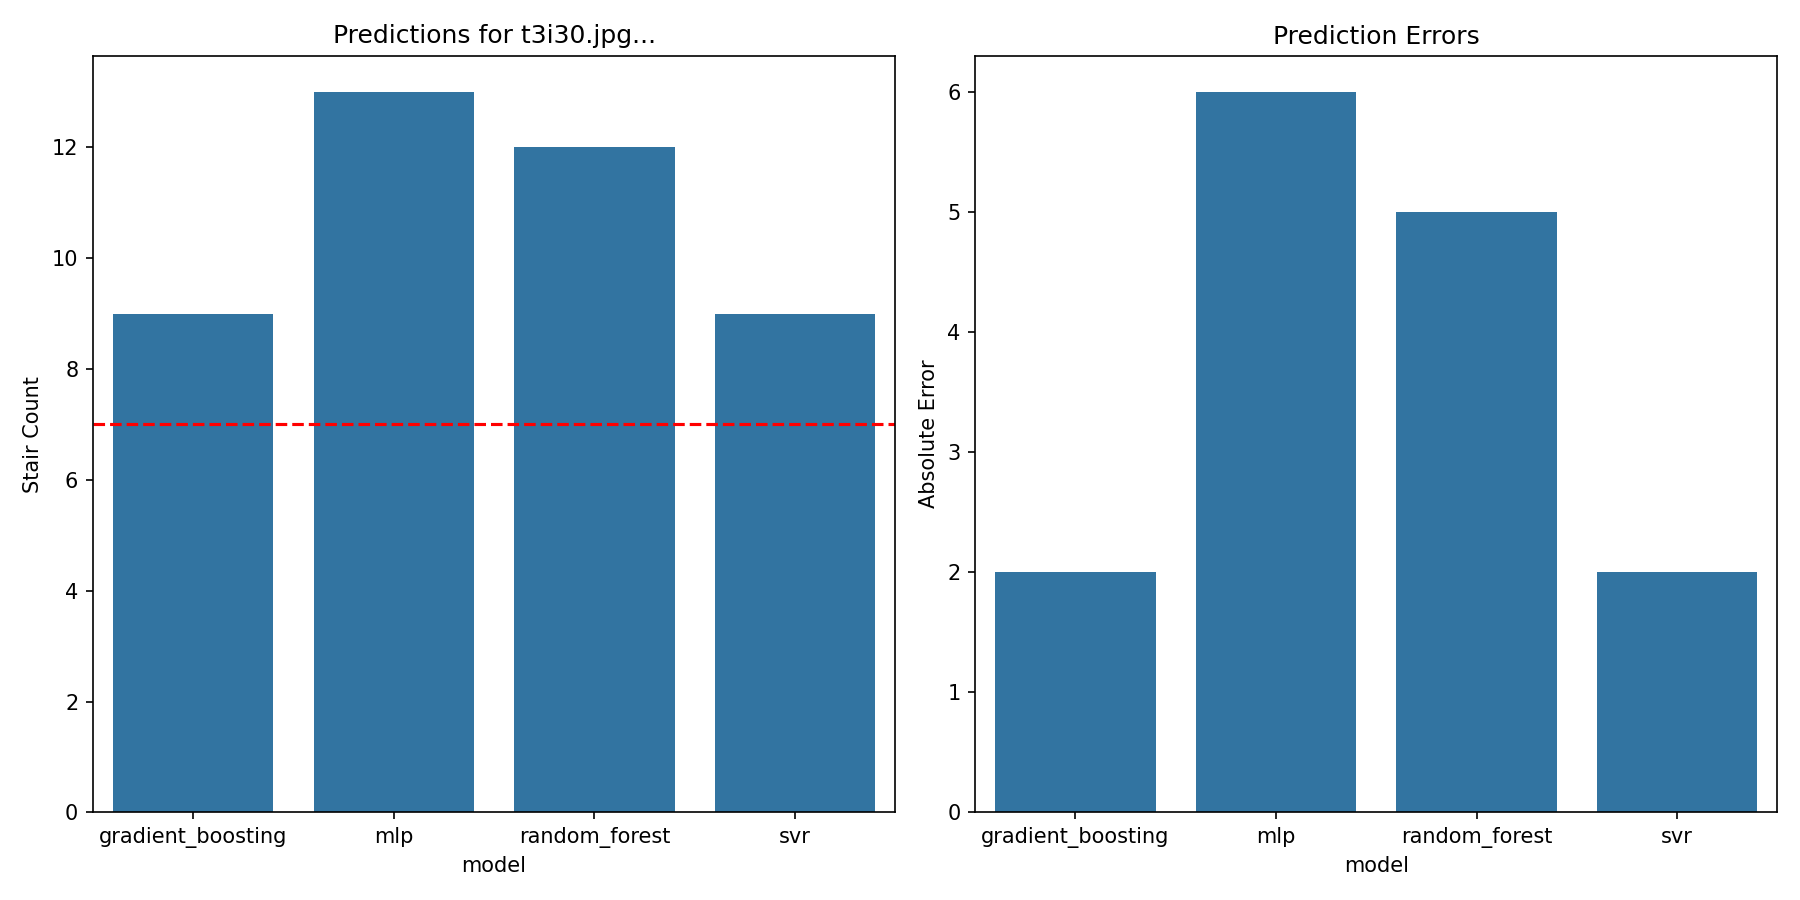 Predictions for t3i30.jpg...
Stair Count
12
10
8
6
4
2
0
gradient_boosting mlp random_forest svr
model
Prediction Errors
Absolute Error
6
5
4
3
2
1
0
gradient_boosting mlp random_forest svr
model